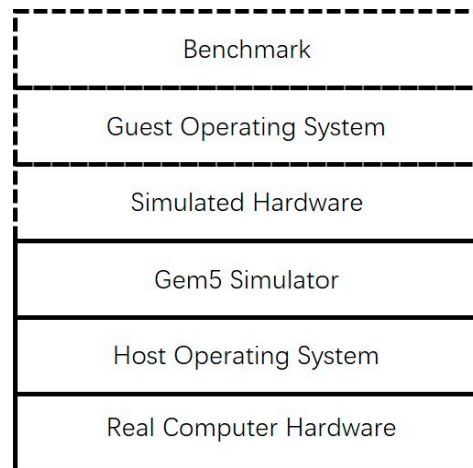 Benchmark
Guest Operating System
Simulated Hardware
Gem5 Simulator
Host Operating System
Real Computer Hardware